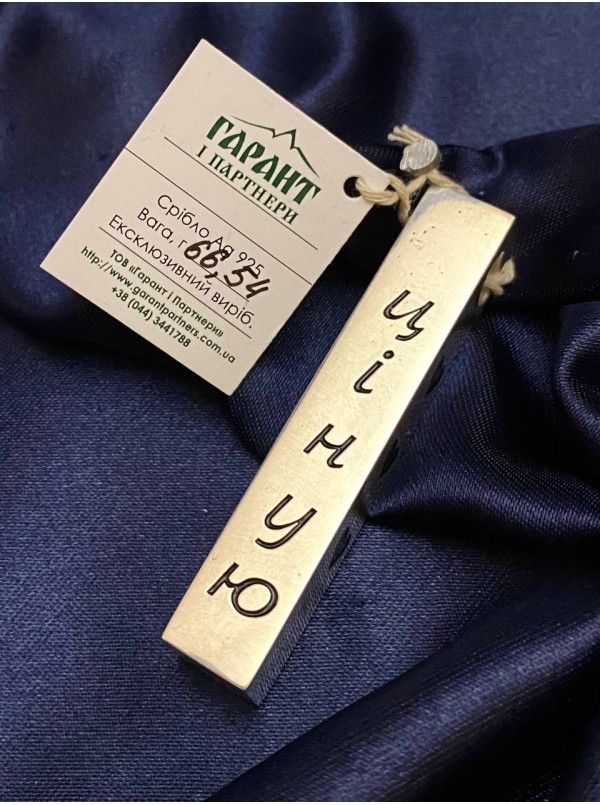 ГАРАНТ
І ПАРТНЕРИ
Срібло Ag 925
Вага, г 66,54
Ексклюзивний виріб.
ТОВ «Гарант і Партнери»
http://www.garantpartners.com.ua
+38 (044) 3441788
ціную